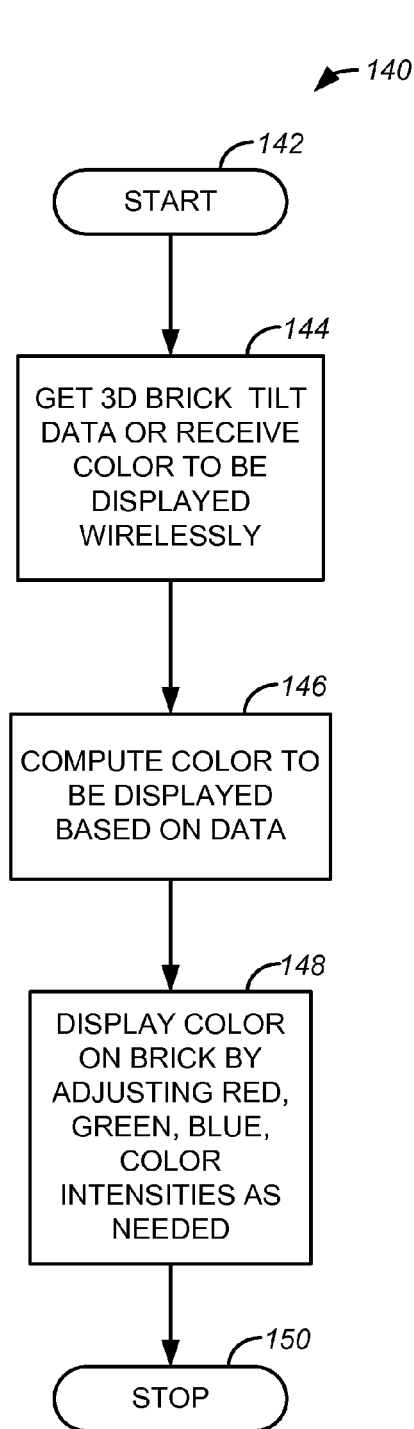 140
142
START
144
GET 3D BRICK TILT
DATA OR RECEIVE
COLOR TO BE
DISPLAYED
WIRELESSLY
146
COMPUTE COLOR TO
BE DISPLAYED
BASED ON DATA
148
DISPLAY COLOR
ON BRICK BY
ADJUSTING RED,
GREEN, BLUE,
COLOR
INTENSITIES AS
NEEDED
150
STOP